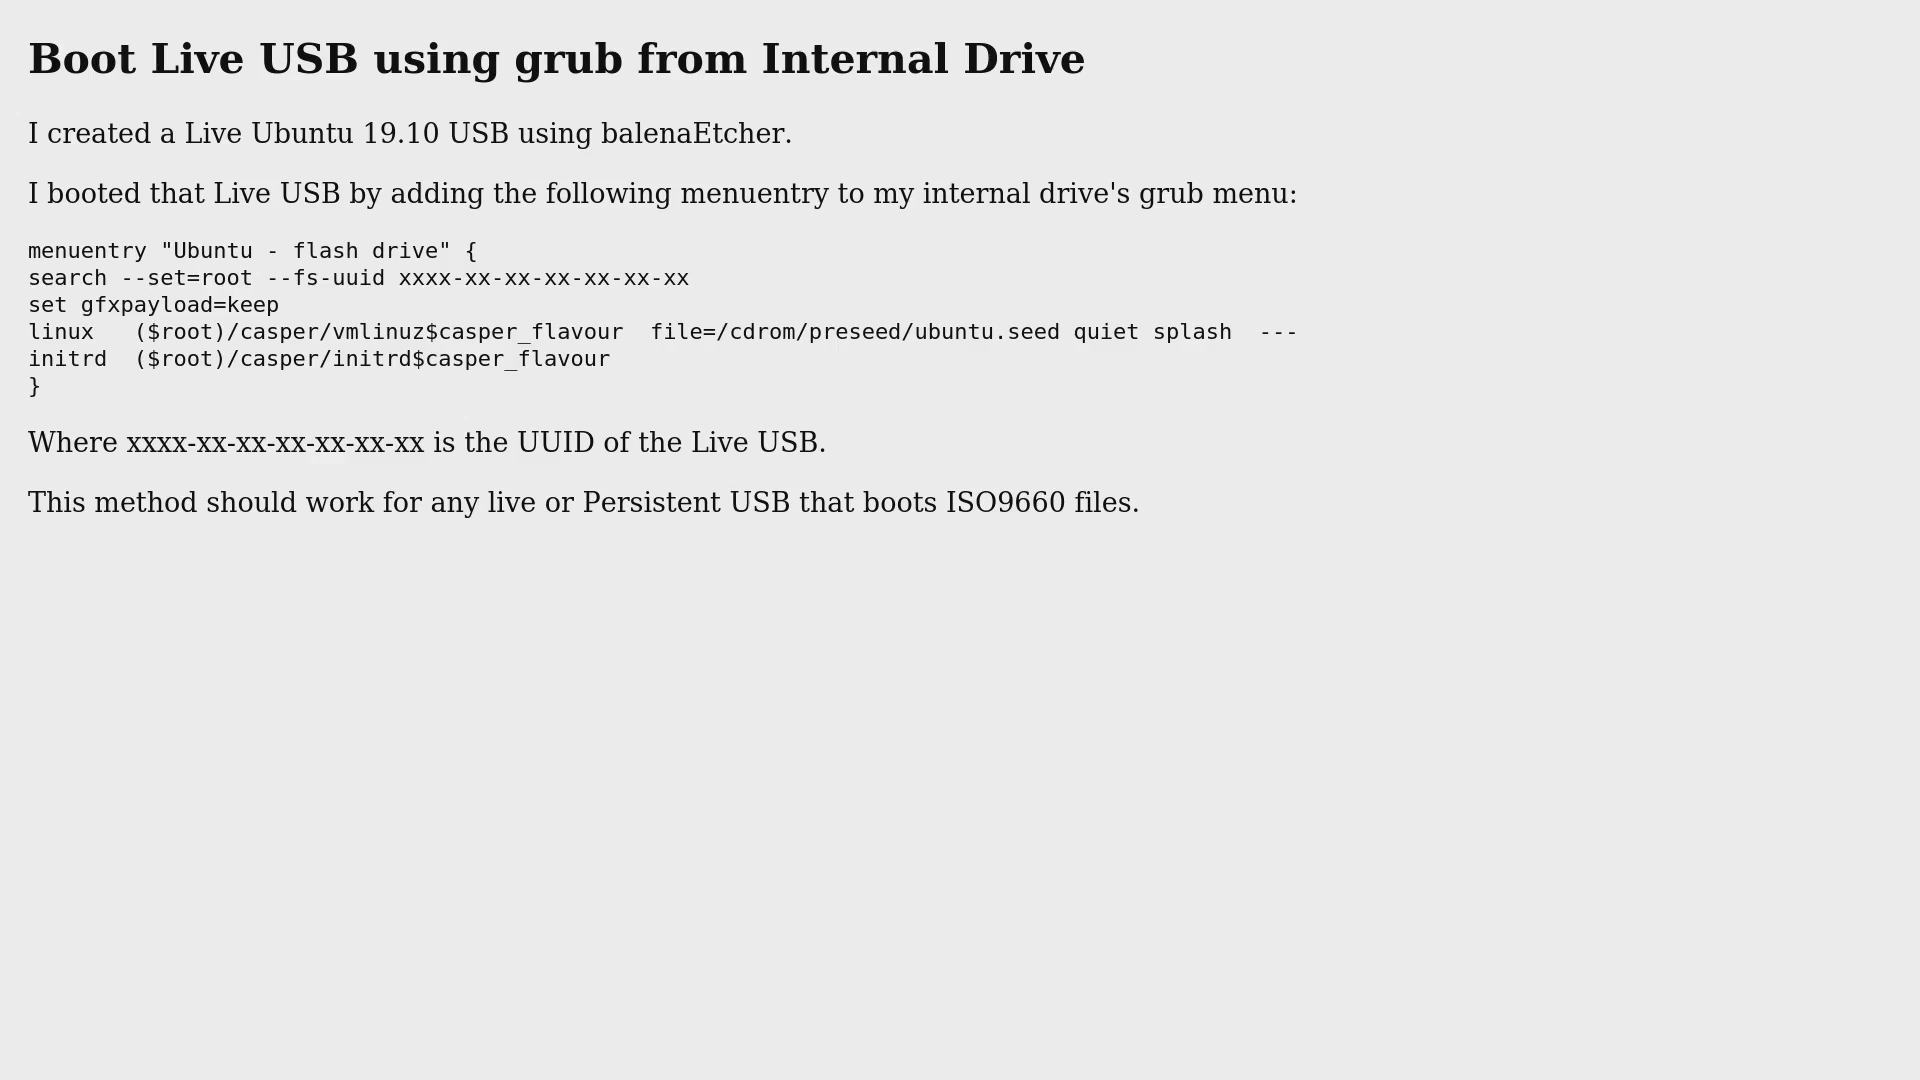 Boot Live USB using grub from Internal Drive
I created a Live Ubuntu 19.10 USB using balenaEtcher.
I booted that Live USB by adding the following menuentry to my internal drive's grub menu:
menuentry "Ubuntu - flash drive" {
search --set=root --fs-uuid xxxx-xx-xx-xx-xx-xx-xx
set gfxpayload=keep
linux   ($root)/casper/vmlinuz$casper_flavour  file=/cdrom/preseed/ubuntu.seed quiet splash  ---
initrd  ($root)/casper/initrd$casper_flavour
}
Where xxxx-xx-xx-xx-xx-xx-xx is the UUID of the Live USB.
This method should work for any live or Persistent USB that boots ISO9660 files.